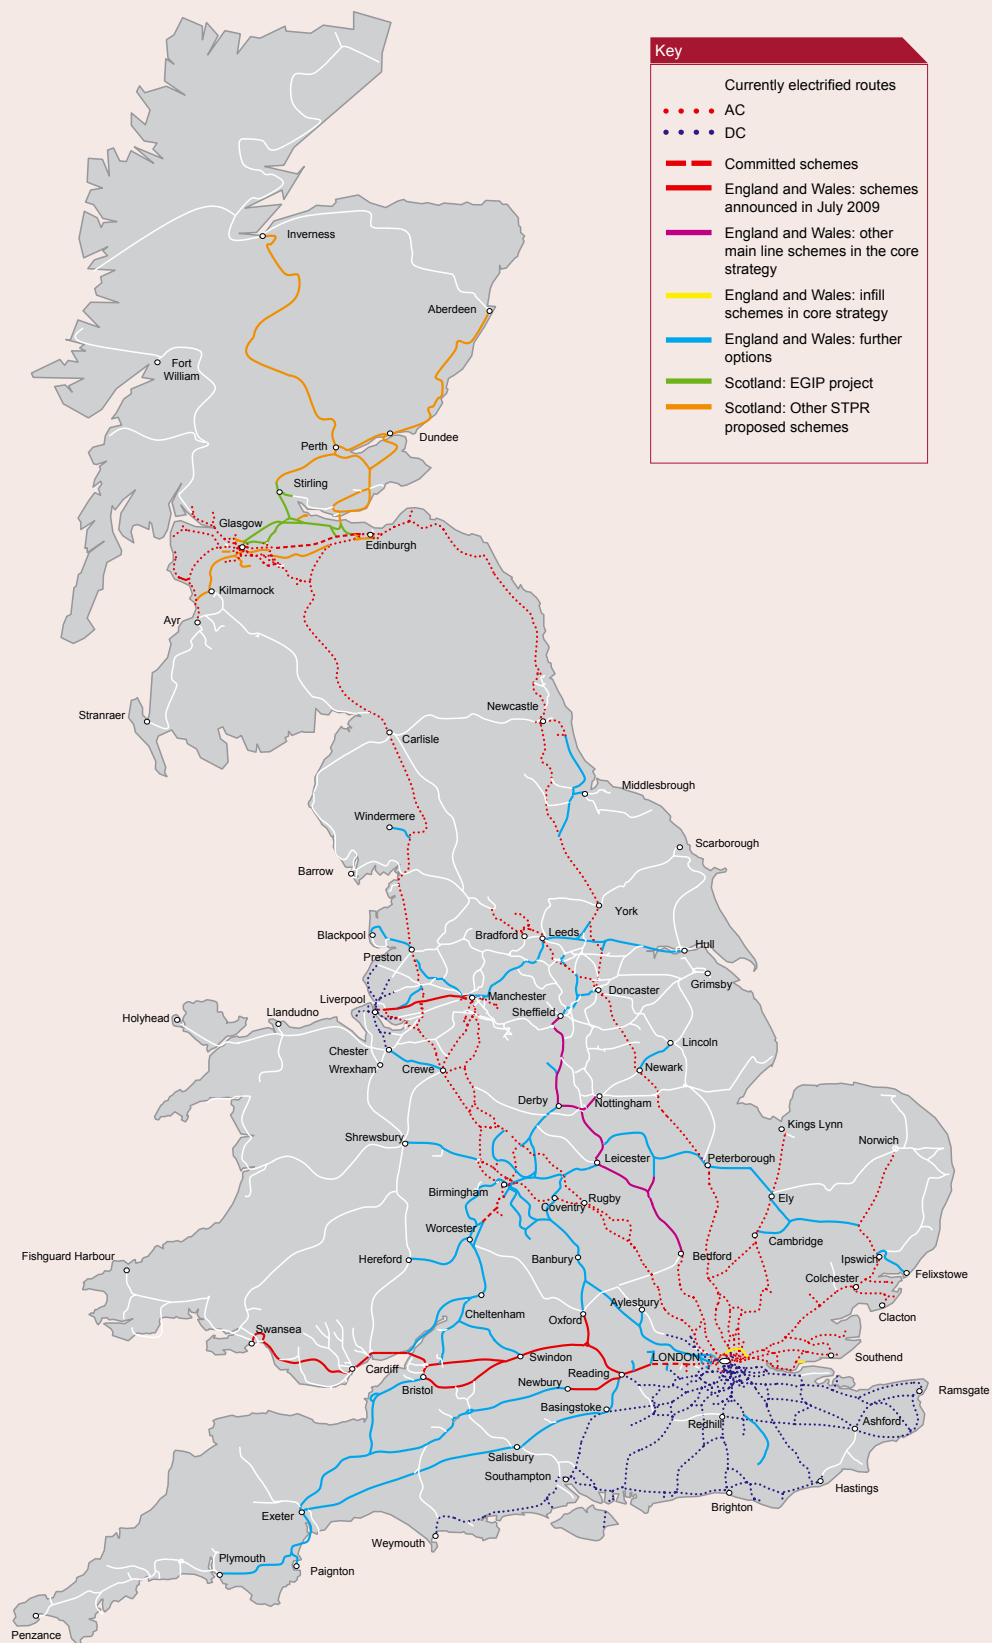 Key
Currently electrified routes
AC
DC
Committed schemes
England and Wales: schemes
announced in July 2009
England and Wales: other
main line schemes in the core
strategy
England and Wales: infill
schemes in core strategy
England and Wales: further
options
Scotland: EGIP project
Scotland: Other STPR
proposed schemes
Inverness
Aberdeen
Fort
William
Dundee
Perth
Stirling
Glasgow
Edinburgh
Kilmarnock
Ayr
Newcastle
Stranraer
Carlisle
Middlesbrough
Windermere
Scarborough
Barrow
York
Blackpool
Bradford
Leeds
Hull
Preston
Grimsby
Doncaster
Liverpool
Manchester
Sheffield
Holyhead
Llandudno
Lincoln
Chester
Wrexham
Crewe
Newark
Derby
Nottingham
Kings Lynn
Shrewsbury
Norwich
Leicester
Peterborough
Birmingham
Rugby
Ely
Coventry
Worcester
Cambridge
Fishguard Harbour
Hereford
Banbury
Bedford
Ipswich
Felixstowe
Colchester
Aylesbury
Cheltenham
Clacton
Oxford
Swansea
Swindon
LONDON
Southend
Cardiff
Reading
Newbury
Bristol
Ramsgate
Basingstoke
Redhill
Ashford
Salisbury
Southampton
Hastings
Brighton
Exeter
Weymouth
Plymouth
Paignton
Penzance